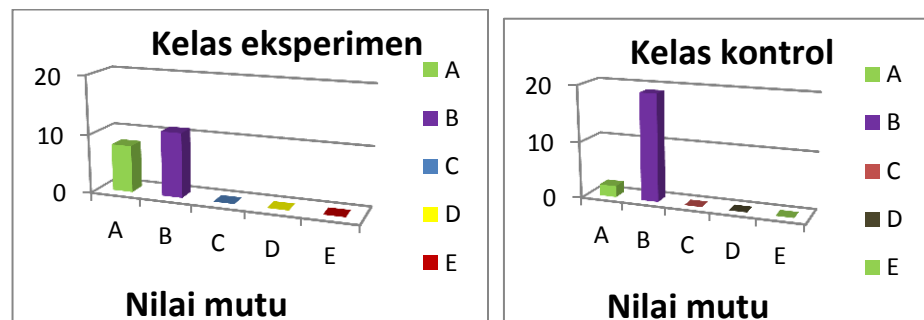 Kelas eksperimen
20
10
0
A B C D E
Nilai mutu
A
B
C
D
E
Kelas kontrol
20
10
0
A B C D E
Nilai mutu
A
B
C
D
E